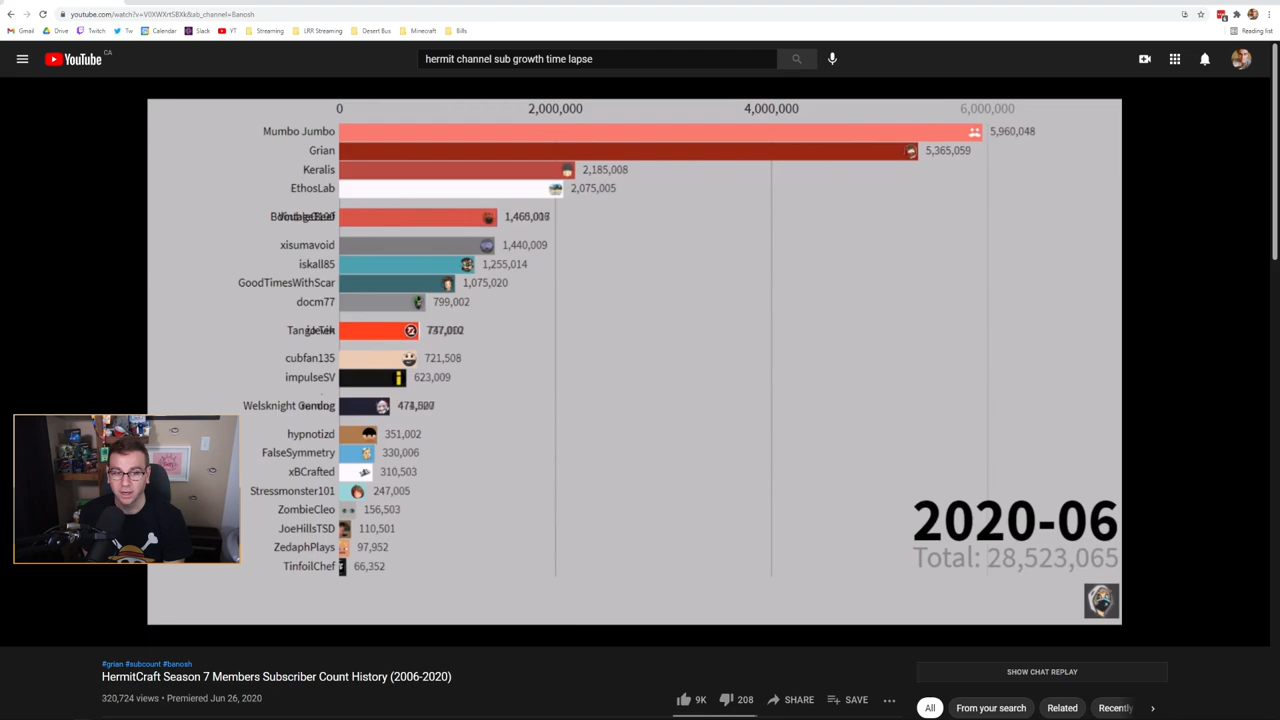 youtube.com/watch?v=V0XWXrtSBXk&ab_channel=Banosh
Gmail Drive Twitch Tw Calendar Slack YT Streaming LRR Streaming Desert Bus Minecraft Bills Reading list
YouTube CA
hermit channel sub growth time lapse
0 2,000,000 4,000,000 6,000,000
Mumbo Jumbo 5,960,048
Grian 5,365,059
Keralis 2,185,008
EthosLab 2,075,005
xisumavoid 1,440,009
iskall85 1,255,014
GoodTimesWithScar 1,075,020
docm77 799,002
cubfan135 721,508
impulseSV 623,009
Welsknight Gaming
hypnotizd 351,002
FalseSymmetry 330,006
xBCrafted 310,503
Stressmonster101 247,005
ZombieCleo 156,503
JoeHillsTSD 110,501
ZedaphPlays 97,952
TinfoilChef 66,352
2020-06
Total: 28,523,065
#grian #subcount #banosh
HermitCraft Season 7 Members Subscriber Count History (2006-2020)
320,724 views • Premiered Jun 26, 2020
9K 208 SHARE SAVE
SHOW CHAT REPLAY
All From your search Related Recently